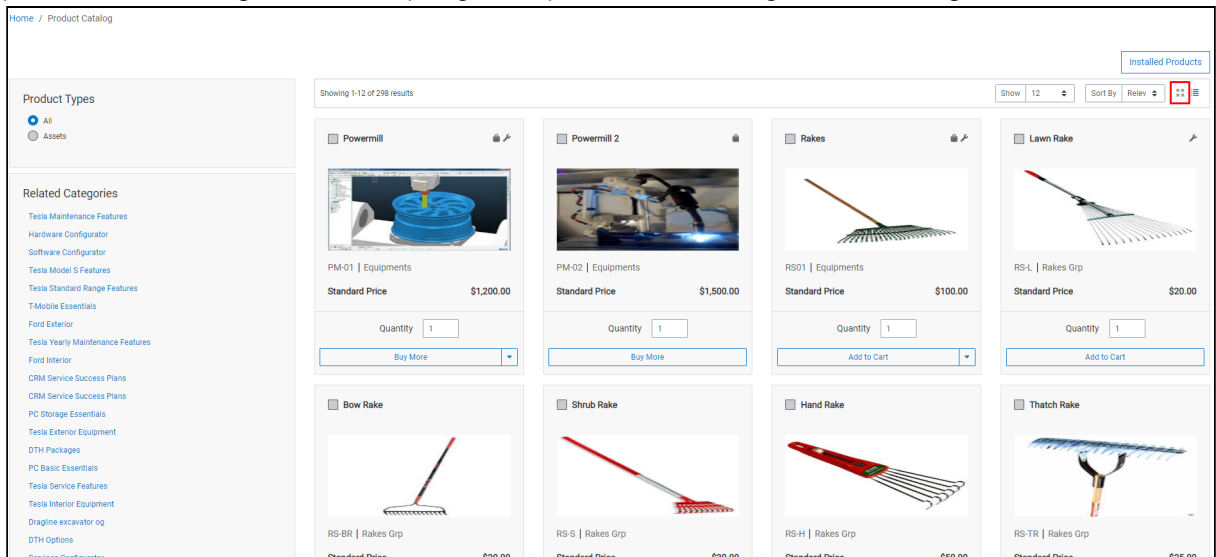 Home / Product Catalog
Installed Products
Product Types
All
Assets
Related Categories
Tesla Maintenance Features
Hardware Configurator
Software Configurator
Tesla Model S Features
Tesla Standard Range Features
T-Mobile Essentials
Ford Exterior
Tesla Yearly Maintenance Features
Ford Interior
CRM Service Success Plans
CRM Service Success Plans
PC Storage Essentials
Tesla Exterior Equipment
DTH Packages
PC Basic Essentials
Tesla Service Features
Tesla Interior Equipment
Dragline excavator og
DTH Options
Showing 1-12 of 298 results
Show 12
Sort By Relev
Powermill
PM-01 | Equipments
Standard Price $1,200.00
Quantity 1
Buy More
Powermill 2
PM-02 | Equipments
Standard Price $1,500.00
Quantity 1
Buy More
Rakes
RS01 | Equipments
Standard Price $100.00
Quantity 1
Add to Cart
Lawn Rake
RS-L | Rakes Grp
Standard Price $20.00
Quantity 1
Add to Cart
Bow Rake
RS-BR | Rakes Grp
Shrub Rake
RS-S | Rakes Grp
Hand Rake
RS-H | Rakes Grp
Thatch Rake
RS-TR | Rakes Grp